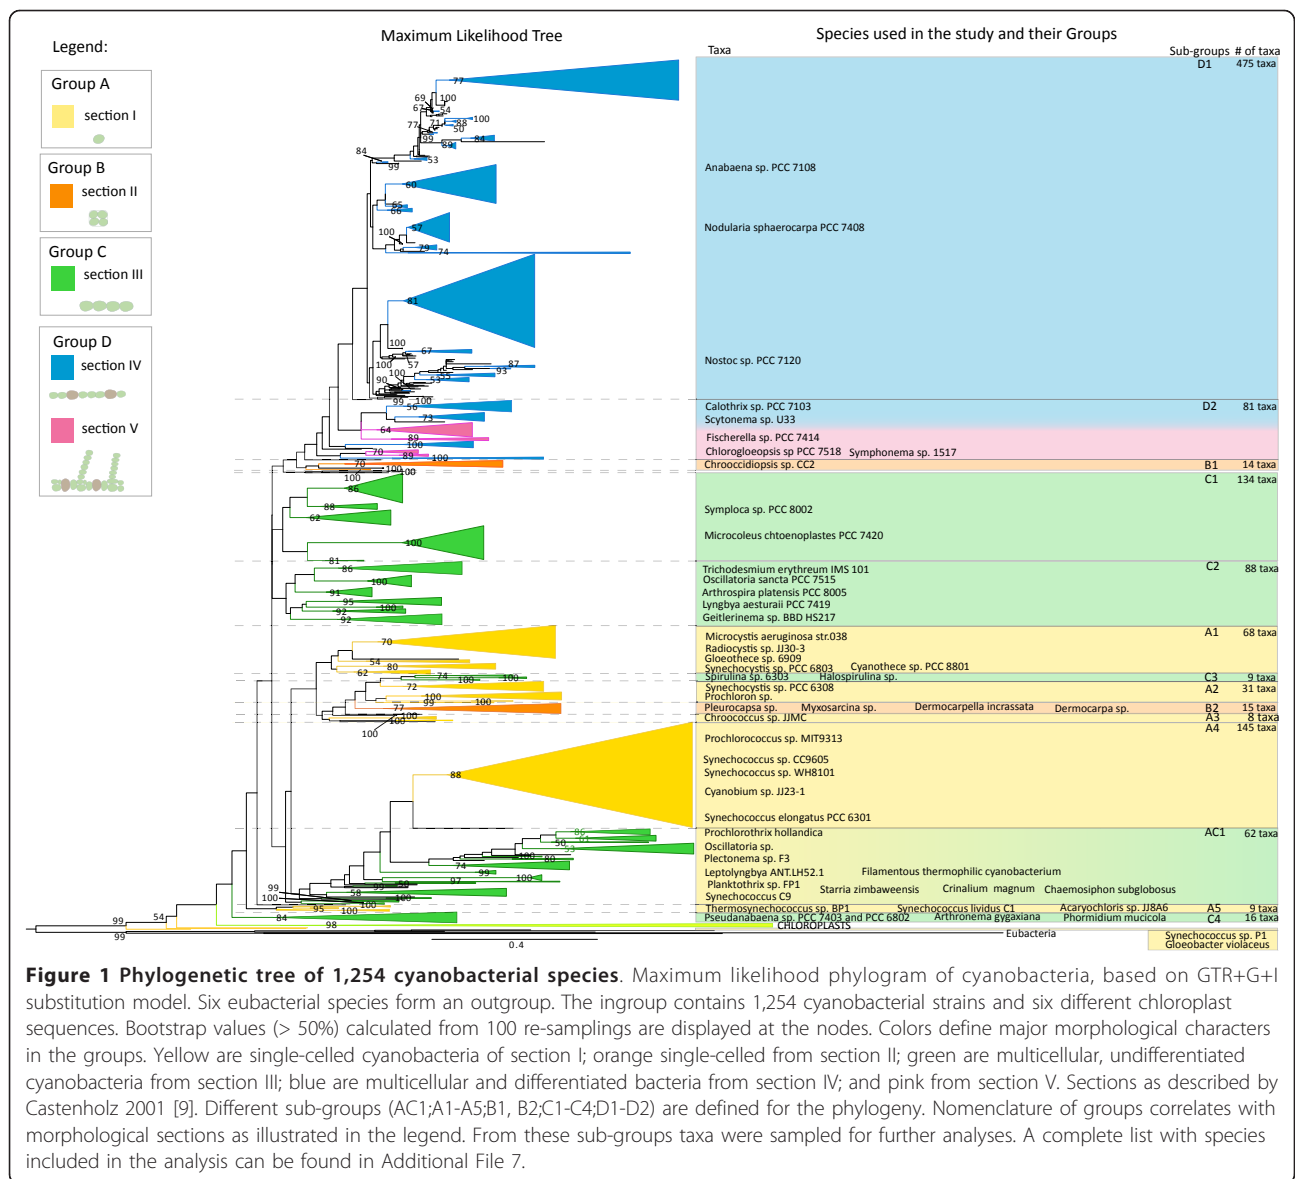 Legend:
Maximum Likelihood Tree
Species used in the study and their Groups
Taxa
Sub-groups
# of taxa
Group A
section I
Group B
section II
Group C
section III
Group D
section IV
section V
D1 475 taxa
Anabaena sp. PCC 7108
Nodularia sphaerocarpa PCC 7408
Nostoc sp. PCC 7120
Calothrix sp. PCC 7103 D2 81 taxa
Scytonema sp. U33
Fischerella sp. PCC 7414
Chlorogloeopsis sp PCC 7518 Symphonema sp. 1517
Chrooccidiopsis sp. CC2 B1 14 taxa
C1 134 taxa
Symploca sp. PCC 8002
Microcoleus chtoenoplastes PCC 7420
Trichodesmium erythreum IMS 101 C2 88 taxa
Oscillatoria sancta PCC 7515
Arthrospira platensis PCC 8005
Lyngbya aesturaii PCC 7419
Geitlerinema sp. BBD HS217
Microcystis aeruginosa str.038 A1 68 taxa
Radiocystis sp. JJ30-3
Gloeothece sp. 6909
Synechocystis sp. PCC 6803 Cyanothece sp. PCC 8801
Spirulina sp. 6303 Halospirulina sp. C3 9 taxa
Synechocystis sp. PCC 6308 A2 31 taxa
Prochloron sp.
Pleurocapsa sp. Myxosarcina sp. Dermocarpella incrassata Dermocarpa sp. B2 15 taxa
Chroococcus sp. JJMC A3 8 taxa
A4 145 taxa
Prochlorococcus sp. MIT9313
Synechococcus sp. CC9605
Synechococcus sp. WH8101
Cyanobium sp. JJ23-1
Synechococcus elongatus PCC 6301
Prochlorothrix hollandica AC1 62 taxa
Oscillatoria sp.
Plectonema sp. F3
Leptolyngbya ANT.LH52.1 Filamentous thermophilic cyanobacterium
Planktothrix sp. FP1 Starria zimbaweensis Crinalium magnum Chaemosiphon subglobosus
Synechococcus C9
Thermosynechococcus sp. BP1 Synechococcus lividus C1 Acaryochloris sp. JJ8A6 A5 9 taxa
Pseudanabaena sp. PCC 7403 and PCC 6802 Arthronema gygaxiana Phormidium mucicola C4 16 taxa
CHLOROPLASTS
Eubacteria
Synechococcus sp. P1
Gloeobacter violaceus
0.4
Figure 1 Phylogenetic tree of 1,254 cyanobacterial species. Maximum likelihood phylogram of cyanobacteria, based on GTR+G+I
substitution model. Six eubacterial species form an outgroup. The ingroup contains 1,254 cyanobacterial strains and six different chloroplast
sequences. Bootstrap values (> 50%) calculated from 100 re-samplings are displayed at the nodes. Colors define major morphological characters
in the groups. Yellow are single-celled cyanobacteria of section I; orange single-celled from section II; green are multicellular, undifferentiated
cyanobacteria from section III; blue are multicellular and differentiated bacteria from section IV; and pink from section V. Sections as described by
Castenholz 2001 [9]. Different sub-groups (AC1;A1-A5;B1, B2;C1-C4;D1-D2) are defined for the phylogeny. Nomenclature of groups correlates with
morphological sections as illustrated in the legend. From these sub-groups taxa were sampled for further analyses. A complete list with species
included in the analysis can be found in Additional File 7.